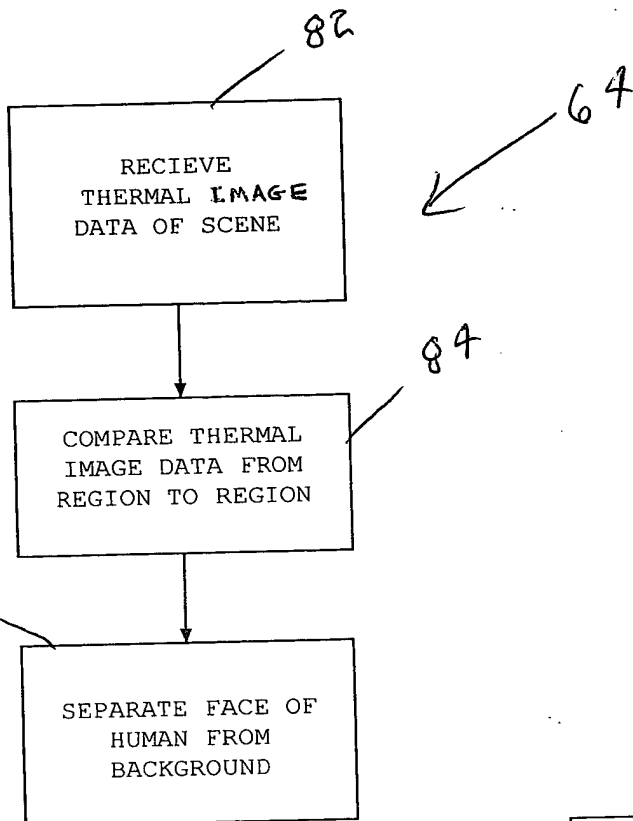 82
64
RECIEVE
THERMAL IMAGE
DATA OF SCENE
84
COMPARE THERMAL
IMAGE DATA FROM
REGION TO REGION
SEPARATE FACE OF
HUMAN FROM
BACKGROUND